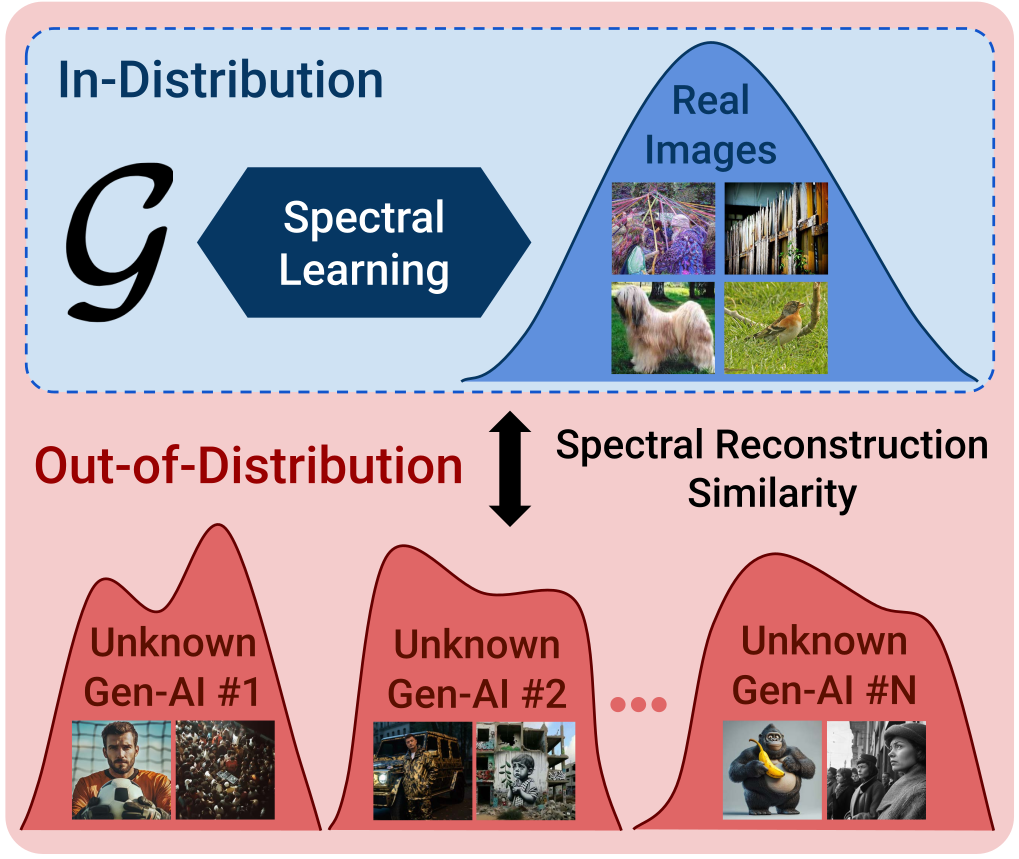 In-Distribution
𝒢
Spectral
Learning
Real
Images
Out-of-Distribution
Spectral Reconstruction
Similarity
Unknown
Gen-AI #1
Unknown
Gen-AI #2
•••
Unknown
Gen-AI #N